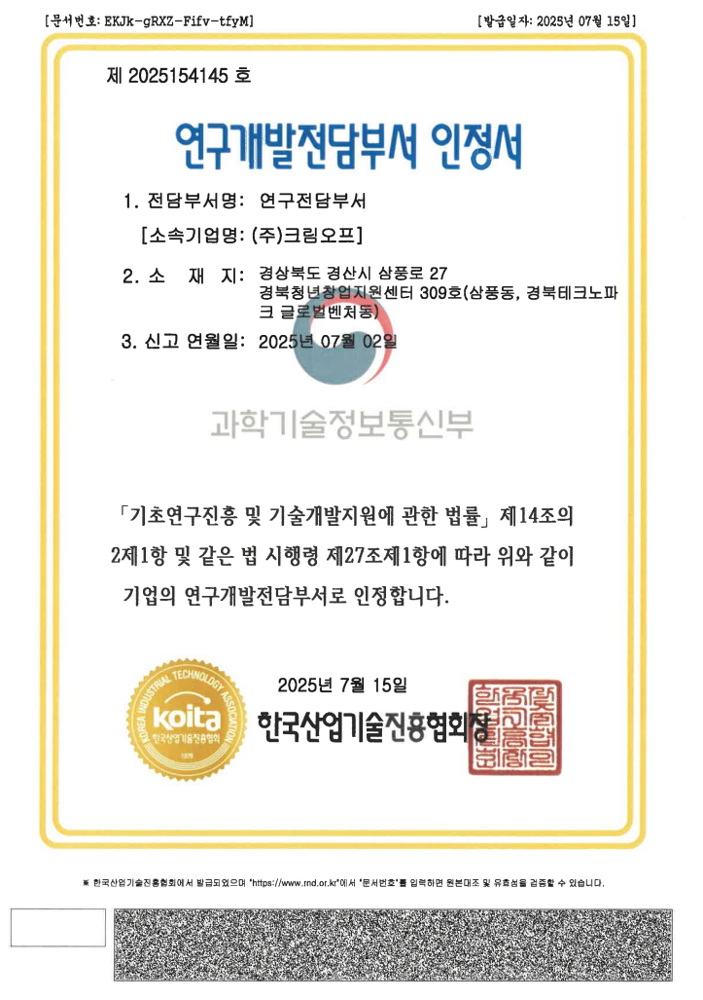 [문서번호: EKJk-gRXZ-Fifv-tfyM] [발급일자: 2025년 07월 15일]
제 2025154145 호
연구개발전담부서 인정서
1. 전담부서명: 연구전담부서
[소속기업명: (주)크림오프]
2. 소 재 지: 경상북도 경산시 삼풍로 27
경북청년창업지원센터 309호(삼풍동, 경북테크노파
크 글로벌벤처동)
3. 신고 연월일: 2025년 07월 02일
과학기술정보통신부
「기초연구진흥 및 기술개발지원에 관한 법률」제14조의
2제1항 및 같은 법 시행령 제27조제1항에 따라 위와 같이
기업의 연구개발전담부서로 인정합니다.
2025년 7월 15일
KOREA INDUSTRIAL TECHNOLOGY ASSOCIATION
koita
한국산업기술진흥협회
1979
한국산업기술진흥협회장
※ 한국산업기술진흥협회에서 발급되었으며 "https://www.rnd.or.kr"에서 "문서번호"를 입력하면 원본대조 및 유효성을 검증할 수 있습니다.